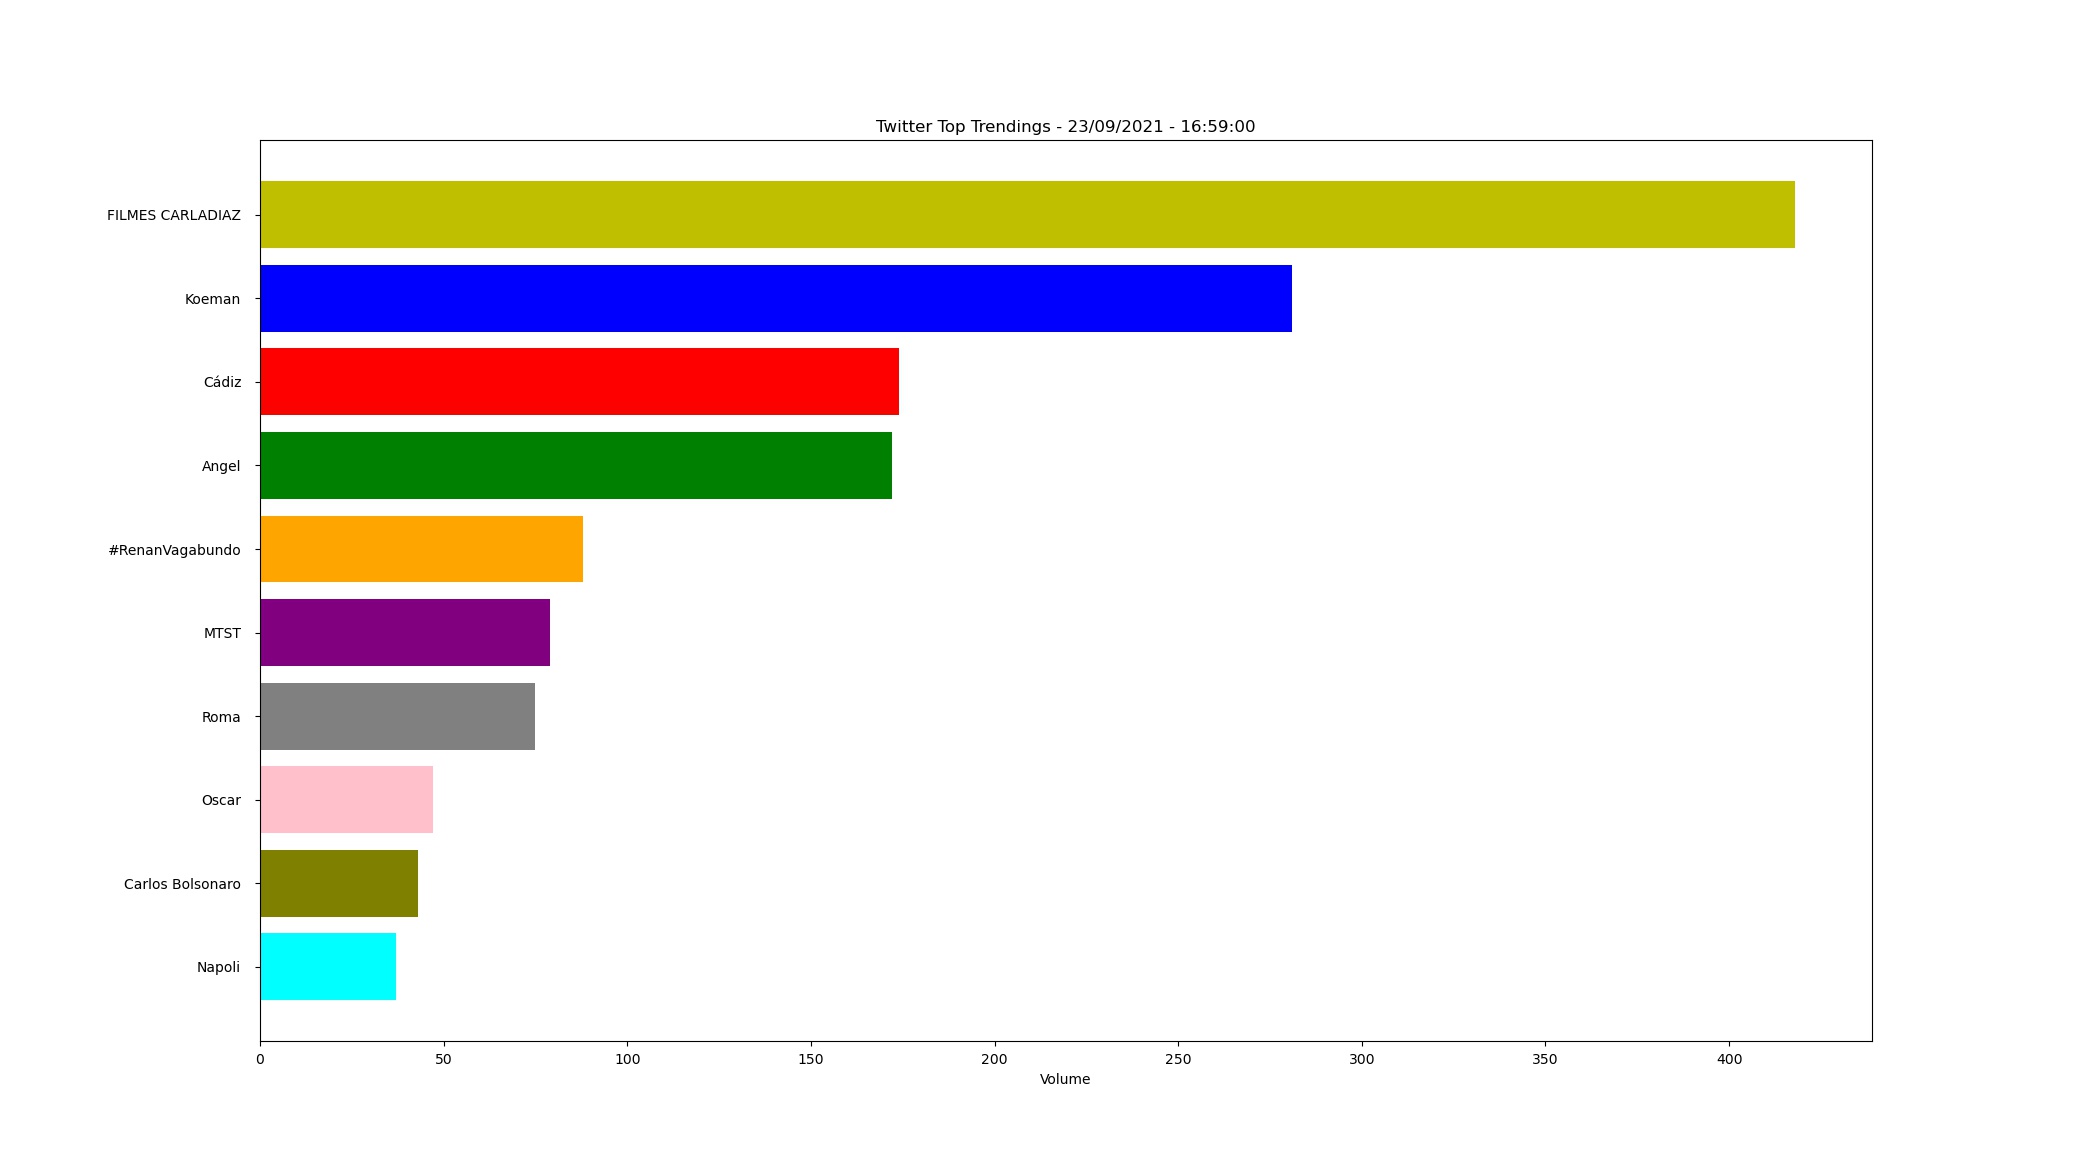 Twitter Top Trendings - 23/09/2021 - 16:59:00
FILMES CARLADIAZ
Koeman
Cádiz
Angel
#RenanVagabundo
MTST
Roma
Oscar
Carlos Bolsonaro
Napoli
0 50 100 150 200 250 300 350 400
Volume